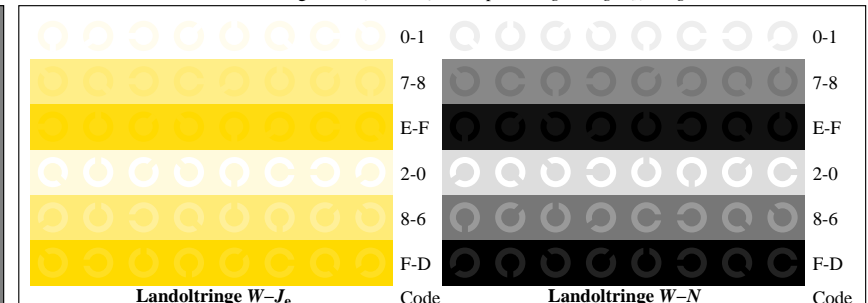 0-1 0-1
7-8 7-8
E-F E-F
2-0 2-0
8-6 8-6
F-D F-D
Landoltringe W–Je Code Landoltringe W–N Code